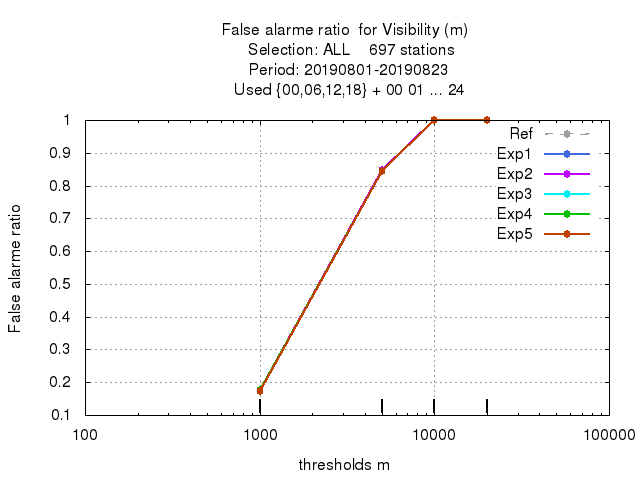 False alarme ratio  for Visibility (m)
Selection: ALL    697 stations
Period: 20190801-20190823
Used {00,06,12,18} + 00 01 ... 24
1
0.9
0.8
0.7
0.6
0.5
0.4
0.3
0.2
0.1
False alarme ratio
Ref
Exp1
Exp2
Exp3
Exp4
Exp5
100 1000 10000 100000
thresholds m